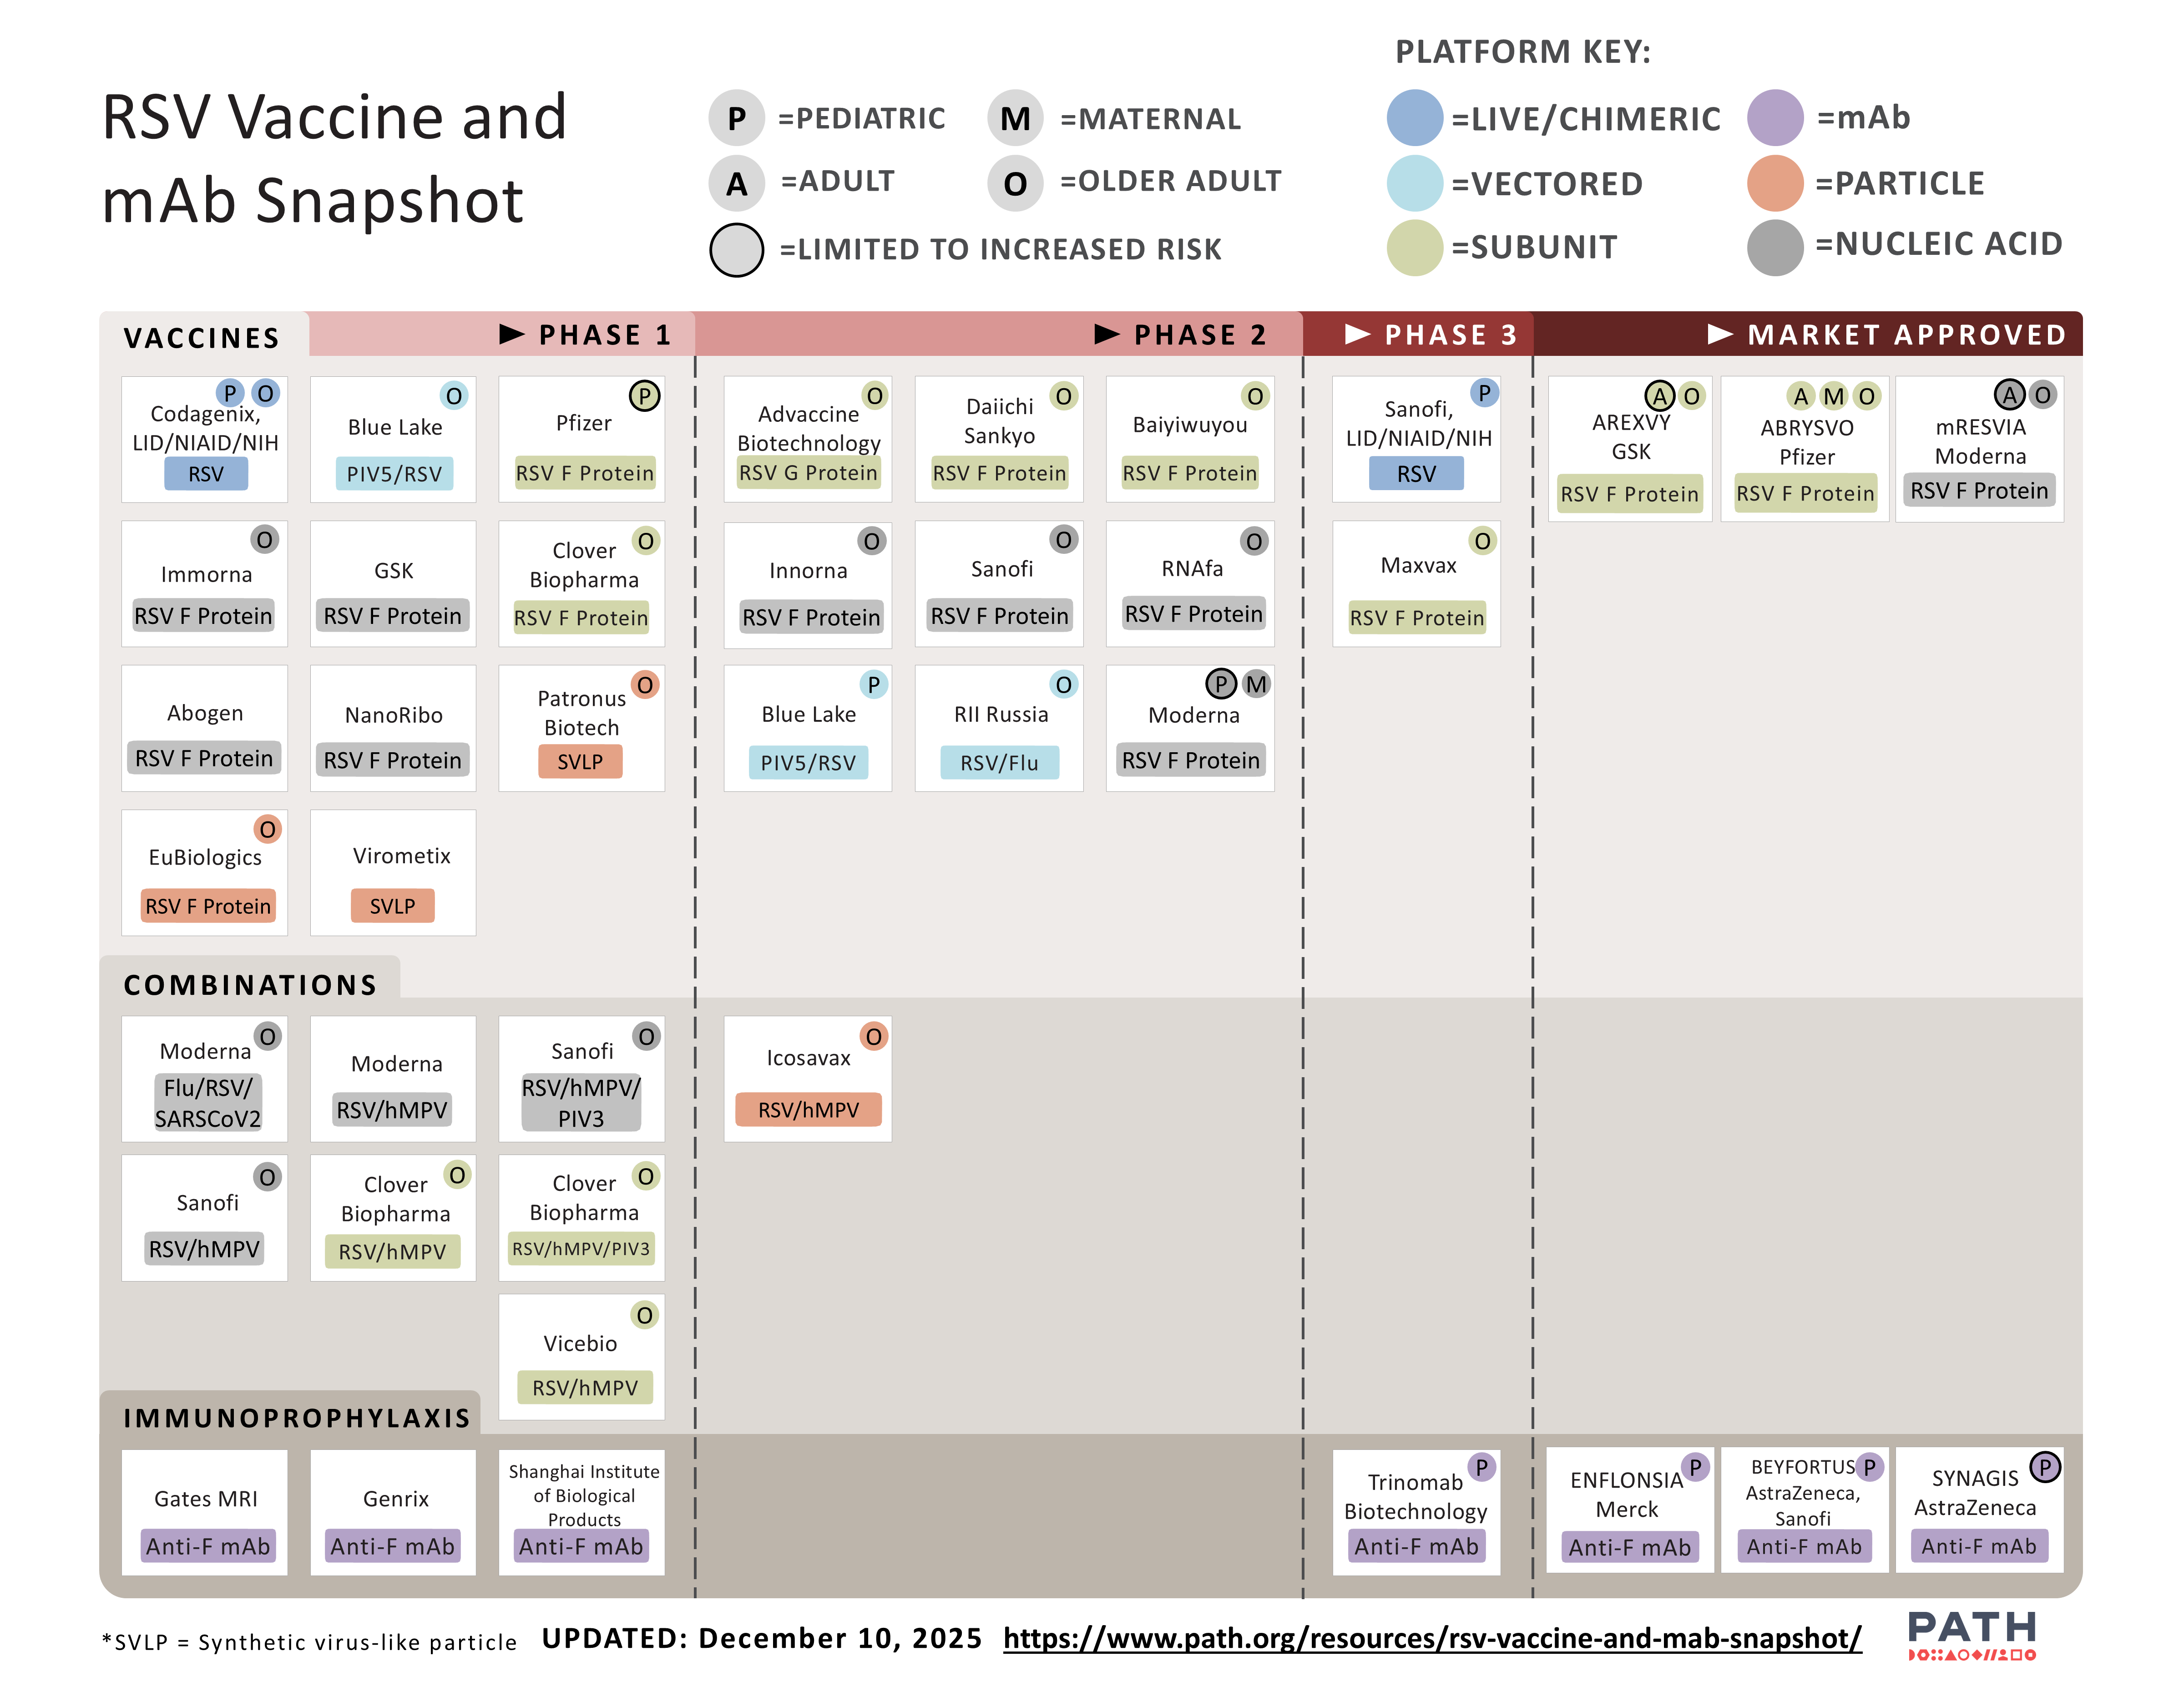 RSV Vaccine and
mAb Snapshot
P =PEDIATRIC
M =MATERNAL
A =ADULT
O =OLDER ADULT
=LIMITED TO INCREASED RISK
PLATFORM KEY:
=LIVE/CHIMERIC
=mAb
=VECTORED
=PARTICLE
=SUBUNIT
=NUCLEIC ACID
VACCINES
PHASE 1
PHASE 2
PHASE 3
MARKET APPROVED
P O
Codagenix,
LID/NIAID/NIH
RSV
O
Blue Lake
PIV5/RSV
P
Pfizer
RSV F Protein
O
Advaccine
Biotechnology
RSV G Protein
O
Daiichi
Sankyo
RSV F Protein
O
Baiyiwuyou
RSV F Protein
P
Sanofi,
LID/NIAID/NIH
RSV
A O
AREXVY
GSK
RSV F Protein
A M O
ABRYSVO
Pfizer
RSV F Protein
A O
mRESVIA
Moderna
RSV F Protein
O
Immorna
RSV F Protein
GSK
RSV F Protein
O
Clover
Biopharma
RSV F Protein
O
Innorna
RSV F Protein
O
Sanofi
RSV F Protein
O
RNAfa
RSV F Protein
O
Maxvax
RSV F Protein
Abogen
RSV F Protein
NanoRibo
RSV F Protein
O
Patronus
Biotech
SVLP
P
Blue Lake
PIV5/RSV
O
RII Russia
RSV/Flu
P M
Moderna
RSV F Protein
O
EuBiologics
RSV F Protein
Virometix
SVLP
COMBINATIONS
O
Moderna
Flu/RSV/
SARSCoV2
Moderna
RSV/hMPV
O
Sanofi
RSV/hMPV/
PIV3
O
Icosavax
RSV/hMPV
O
Sanofi
RSV/hMPV
O
Clover
Biopharma
RSV/hMPV
O
Clover
Biopharma
RSV/hMPV/PIV3
O
Vicebio
RSV/hMPV
IMMUNOPROPHYLAXIS
Gates MRI
Anti-F mAb
Genrix
Anti-F mAb
Shanghai Institute
of Biological
Products
Anti-F mAb
P
Trinomab
Biotechnology
Anti-F mAb
P
ENFLONSIA
Merck
Anti-F mAb
P
BEYFORTUS
AstraZeneca,
Sanofi
Anti-F mAb
P
SYNAGIS
AstraZeneca
Anti-F mAb
*SVLP = Synthetic virus-like particle
UPDATED: December 10, 2025
https://www.path.org/resources/rsv-vaccine-and-mab-snapshot/
PATH